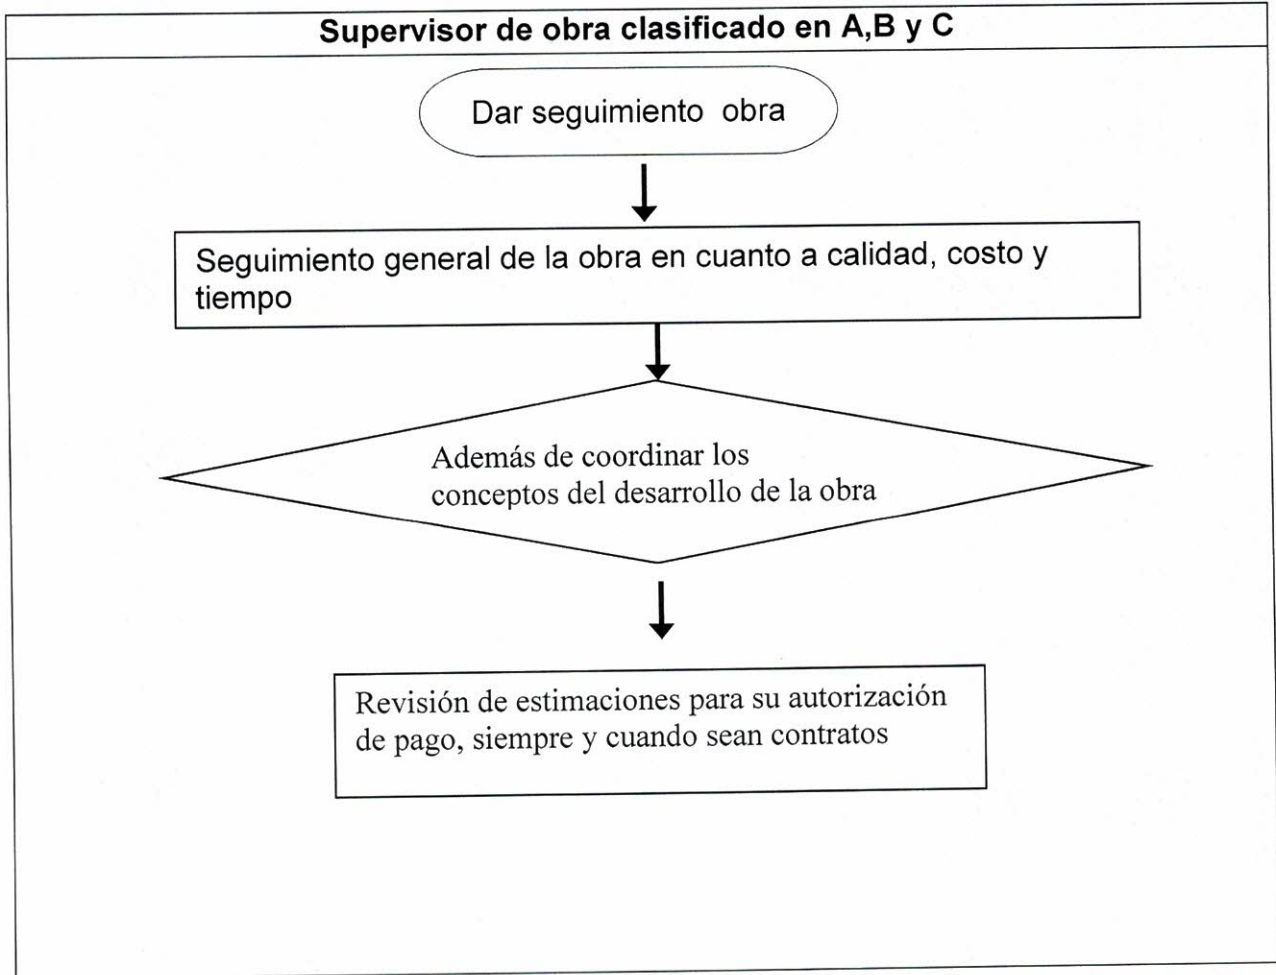 Supervisor de obra clasificado en A,B y C
Dar seguimiento obra
Seguimiento general de la obra en cuanto a calidad, costo y
tiempo
Además de coordinar los
conceptos del desarrollo de la obra
Revisión de estimaciones para su autorización
de pago, siempre y cuando sean contratos